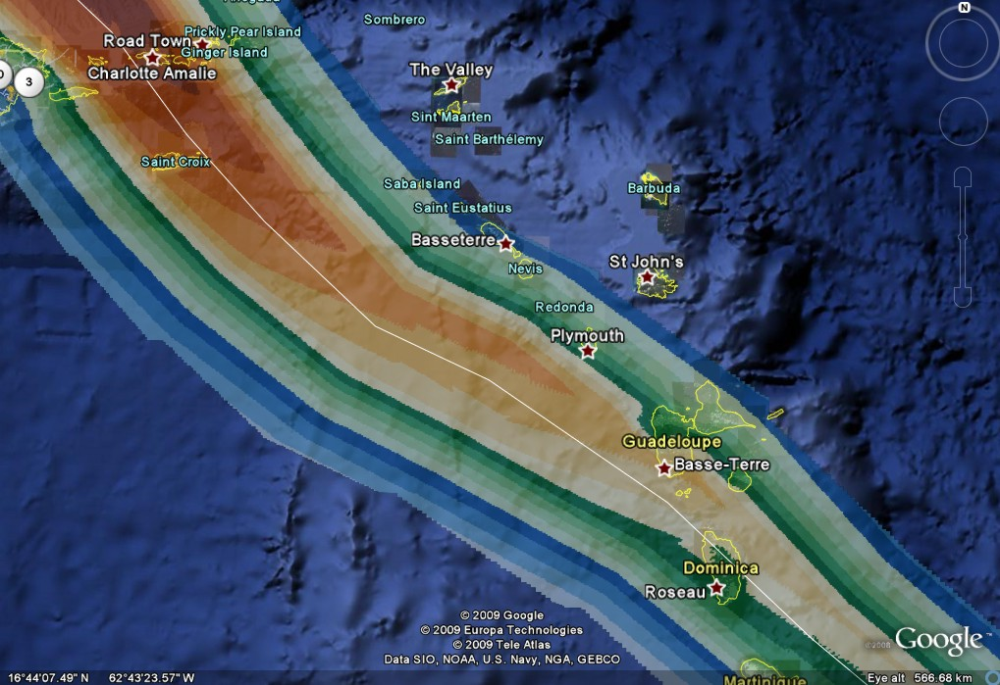 Sombrero
Prickly Pear Island
Road Town
Ginger Island
Charlotte Amalie
3
The Valley
Sint Maarten
Saint Barthélemy
Saint Croix
Saba Island
Barbuda
Saint Eustatius
Basseterre
Nevis
St John's
Redonda
Plymouth
Guadeloupe
Basse-Terre
Dominica
Roseau
© 2009 Google
© 2009 Europa Technologies
© 2009 Tele Atlas
Data SIO, NOAA, U.S. Navy, NGA, GEBCO
©2008 Google™
Martinique
16°44'07.49" N 62°43'23.57" W
Eye alt 566.68 km
N